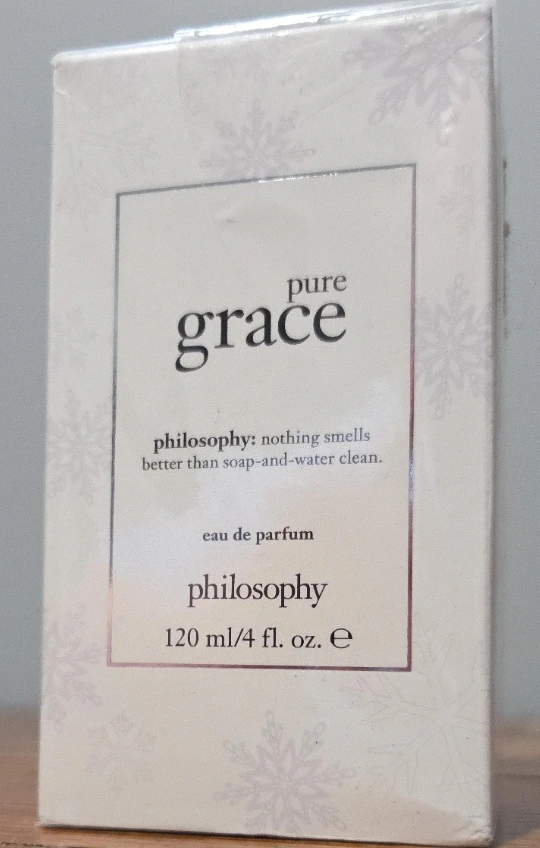 pure
grace
philosophy: nothing smells
better than soap-and-water clean.
eau de parfum
philosophy
120 ml/4 fl. oz. ℮